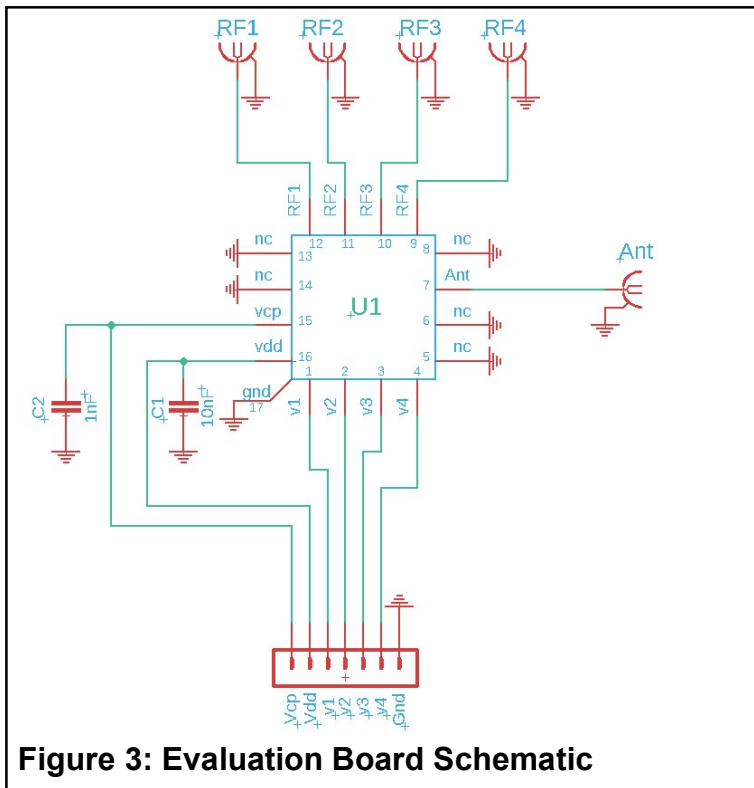 RF1 RF2 RF3 RF4
RF1 RF2 RF3 RF4
12 11 10 9
nc 13 8 nc
Ant
nc 14 7 Ant
U1
vcp 15 6 nc
vdd 16 5 nc
1 2 3 4
gnd
17
v1 v2 v3 v4
C2 1nF C1 10nF
Vcp Vdd v1 v2 v3 v4 Gnd
Figure 3: Evaluation Board Schematic